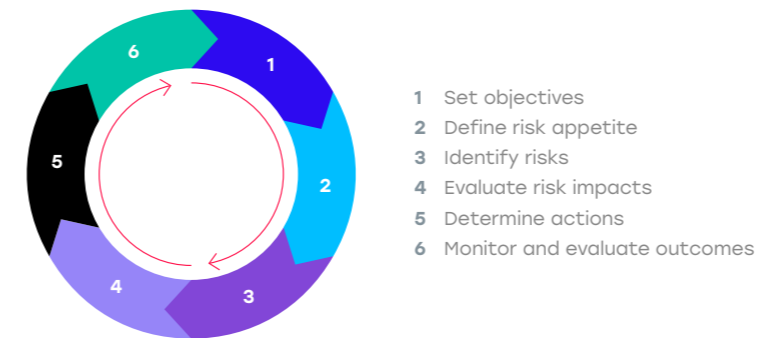 6
1
5
2
4
3
1 Set objectives
2 Define risk appetite
3 Identify risks
4 Evaluate risk impacts
5 Determine actions
6 Monitor and evaluate outcomes